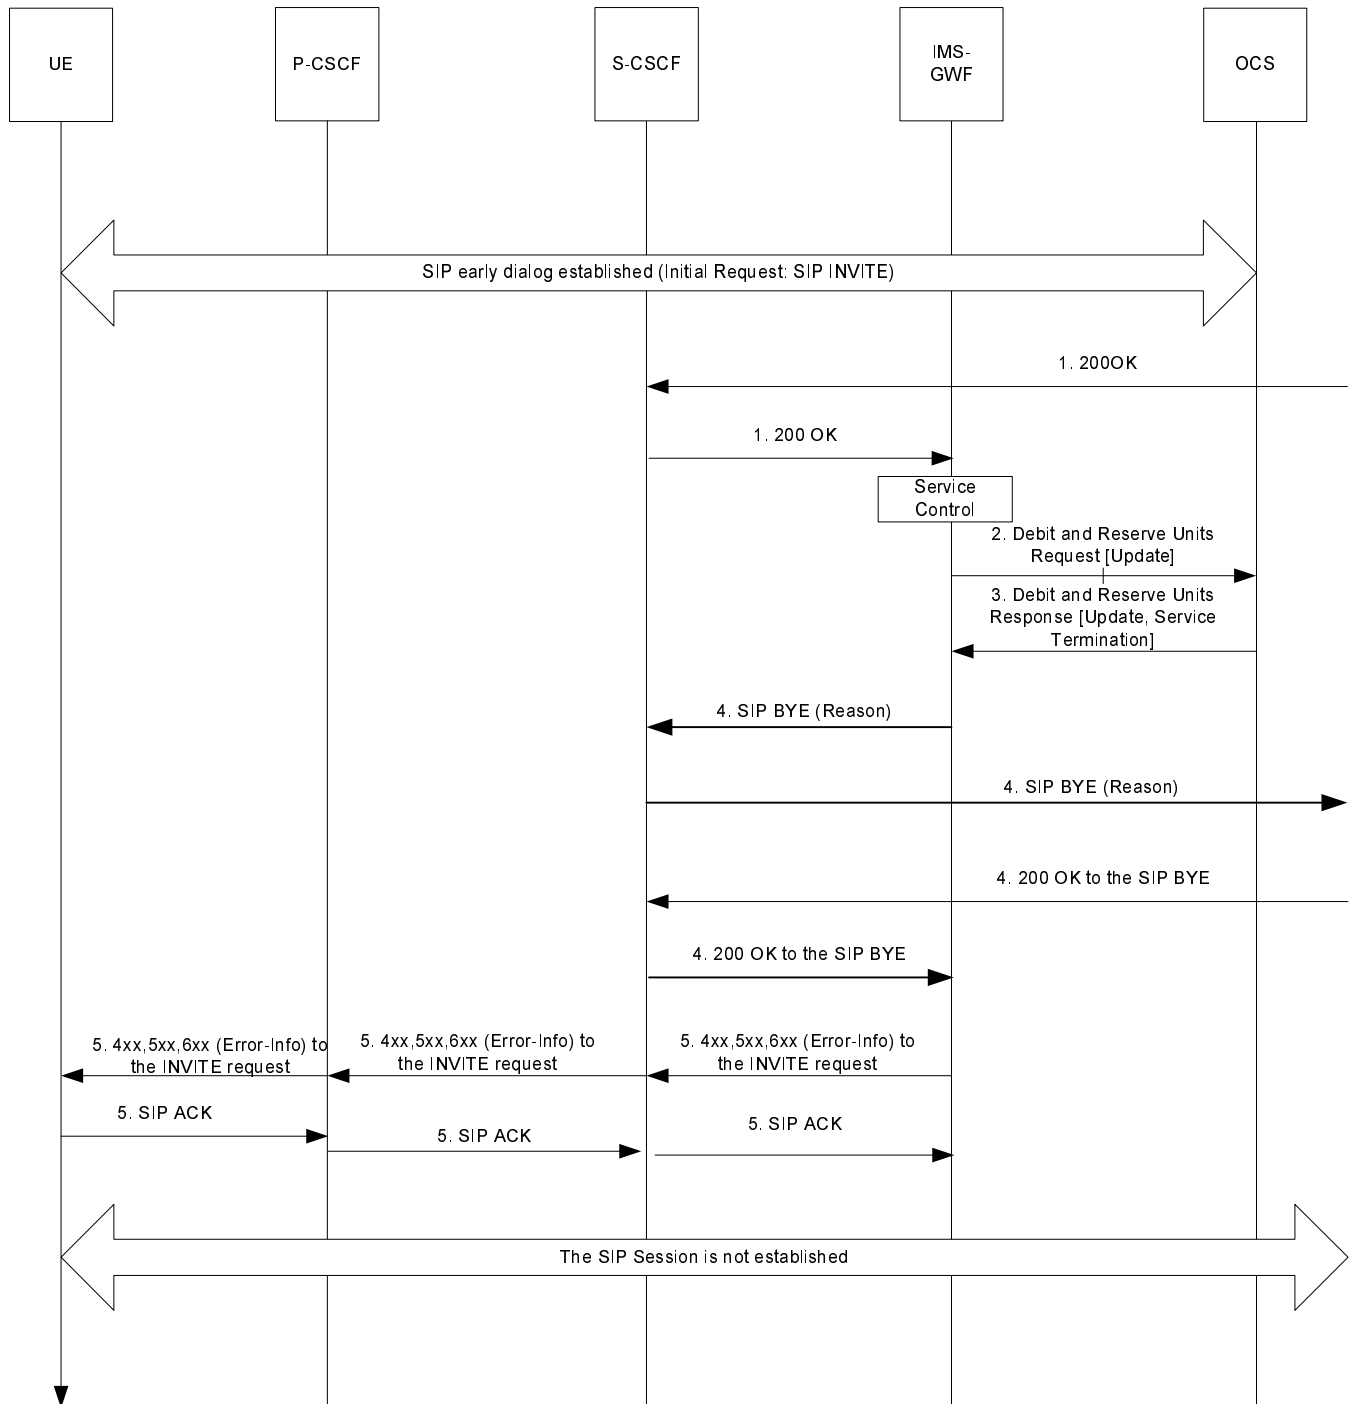 UE
P-CSCF
S-CSCF
IMS-
GWF
OCS
SIP early dialog established (Initial Request: SIP INVITE)
1. 200OK
1. 200 OK
Service
Control
2. Debit and Reserve Units
Request [Update]
3. Debit and Reserve Units
Response [Update, Service
Termination]
4. SIP BYE (Reason)
4. SIP BYE (Reason)
4. 200 OK to the SIP BYE
4. 200 OK to the SIP BYE
5. 4xx,5xx,6xx (Error-Info) to
the INVITE request
5. 4xx,5xx,6xx (Error-Info) to
the INVITE request
5. 4xx,5xx,6xx (Error-Info) to
the INVITE request
5. SIP ACK
5. SIP ACK
5. SIP ACK
The SIP Session is not established